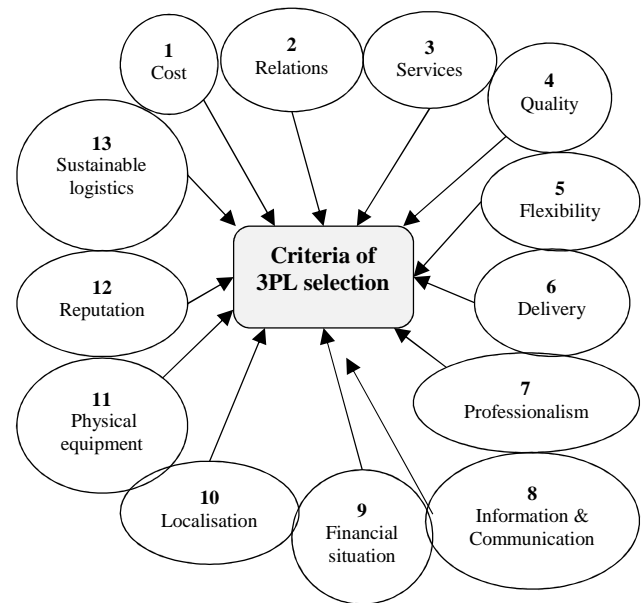 1
Cost
2
Relations
3
Services
4
Quality
5
Flexibility
6
Delivery
7
Professionalism
8
Information &
Communication
9
Financial
situation
10
Localisation
11
Physical
equipment
12
Reputation
13
Sustainable
logistics
Criteria of
3PL selection